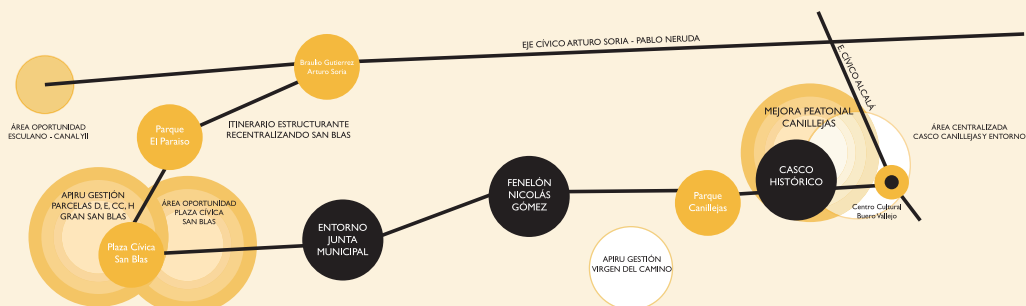 EJE CÍVICO ARTURO SORIA - PABLO NERUDA
E. CÍVICO ALCALÁ
Braulio Gutierrez
Arturo Soria
ÁREA OPORTUNIDAD
ESCULANO - CANAL YII
Parque
El Paraíso
ITINERARIO ESTRUCTURANTE
RECENTRALIZANDO SAN BLAS
MEJORA PEATONAL
CANILLEJAS
ÁREA CENTRALIZADA
CASCO CANILLEJAS Y ENTORNO
APIRU GESTIÓN
PARCELAS D, E, CC, H
GRAN SAN BLAS
ÁREA OPORTUNIDAD
PLAZA CÍVICA
SAN BLAS
Plaza Cívica
San Blas
ENTORNO
JUNTA
MUNICIPAL
FENELÓN
NICOLÁS
GÓMEZ
Parque
Canillejas
CASCO
HISTÓRICO
Centro Cultural
Buero Vallejo
APIRU GESTIÓN
VIRGEN DEL CAMINO